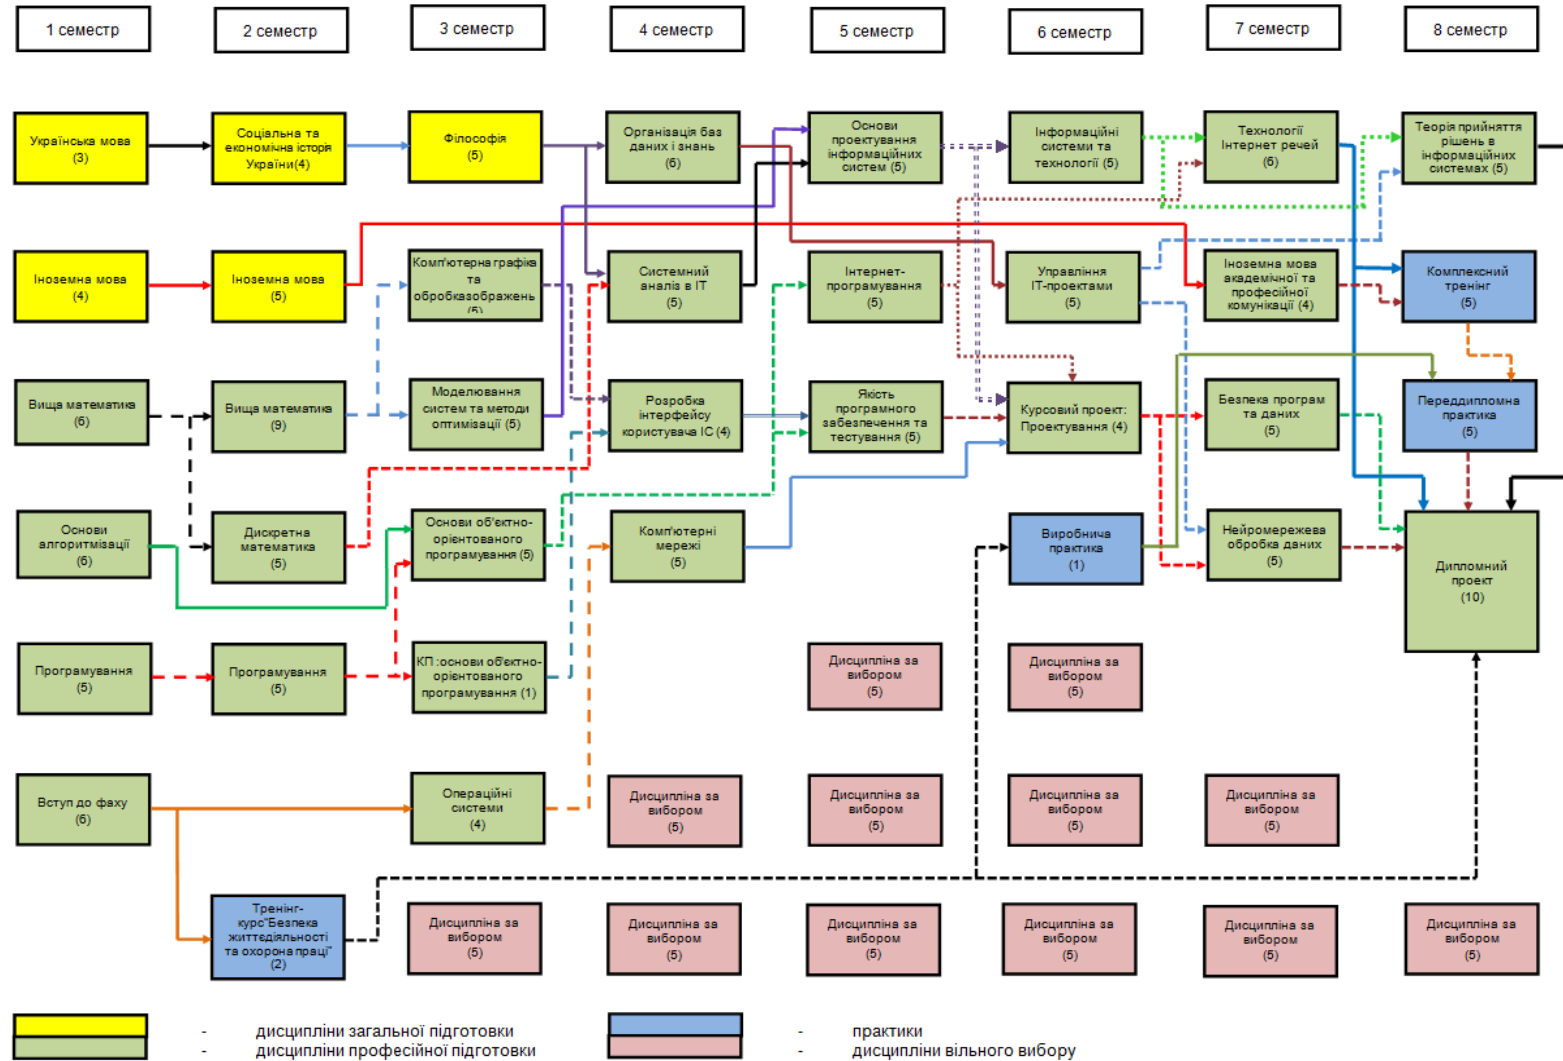 1 семестр
2 семестр
3 семестр
4 семестр
5 семестр
6 семестр
7 семестр
8 семестр
Українська мова
(3)
Соціальна та
економічна історія
України(4)
Філософія
(5)
Організація баз
даних і знань
(6)
Основи
проектування
інформаційних
систем (5)
Інформаційні
системи та
технології (5)
Технології
Інтернет речей
(6)
Теорія прийняття
рішень в
інформаційних
системах (5)
Іноземна мова
(4)
Іноземна мова
(5)
Комп'ютерна графіка
та
обробказображень
(5)
Системний
аналіз в ІТ
(5)
Інтернет-
програмування
(5)
Управління
ІТ-проектами
(5)
Іноземна мова
академічної та
професійної
комунікації (4)
Комплексний
тренінг
(5)
Вища математика
(6)
Вища математика
(9)
Моделювання
систем та методи
оптимізації (5)
Розробка
інтерфейсу
користувача ІС (4)
Якість
програмного
забезпечення та
тестування (5)
Курсовий проект:
Проектування (4)
Безпека програм
та даних
(5)
Переддипломна
практика
(5)
Основи
алгоритмізації
(6)
Дискретна
математика
(5)
Основи об'єктно-
орієнтованого
програмування (5)
Комп'ютерні
мережі
(5)
Виробнича
практика
(1)
Нейромережева
обробка даних
(5)
Дипломний
проект
(10)
Програмування
(5)
Програмування
(5)
КП :основи об'єктно-
орієнтованого
програмування (1)
Дисципліна за
вибором
(5)
Дисципліна за
вибором
(5)
Вступ до фаху
(6)
Операційні
системи
(4)
Дисципліна за
вибором
(5)
Дисципліна за
вибором
(5)
Дисципліна за
вибором
(5)
Дисципліна за
вибором
(5)
Тренінг-
курс"Безпека
життєдіяльності
та охорона праці"
(2)
Дисципліна за
вибором
(5)
Дисципліна за
вибором
(5)
Дисципліна за
вибором
(5)
Дисципліна за
вибором
(5)
Дисципліна за
вибором
(5)
Дисципліна за
вибором
(5)
- дисципліни загальної підготовки
- дисципліни професійної підготовки
- практики
- дисципліни вільного вибору